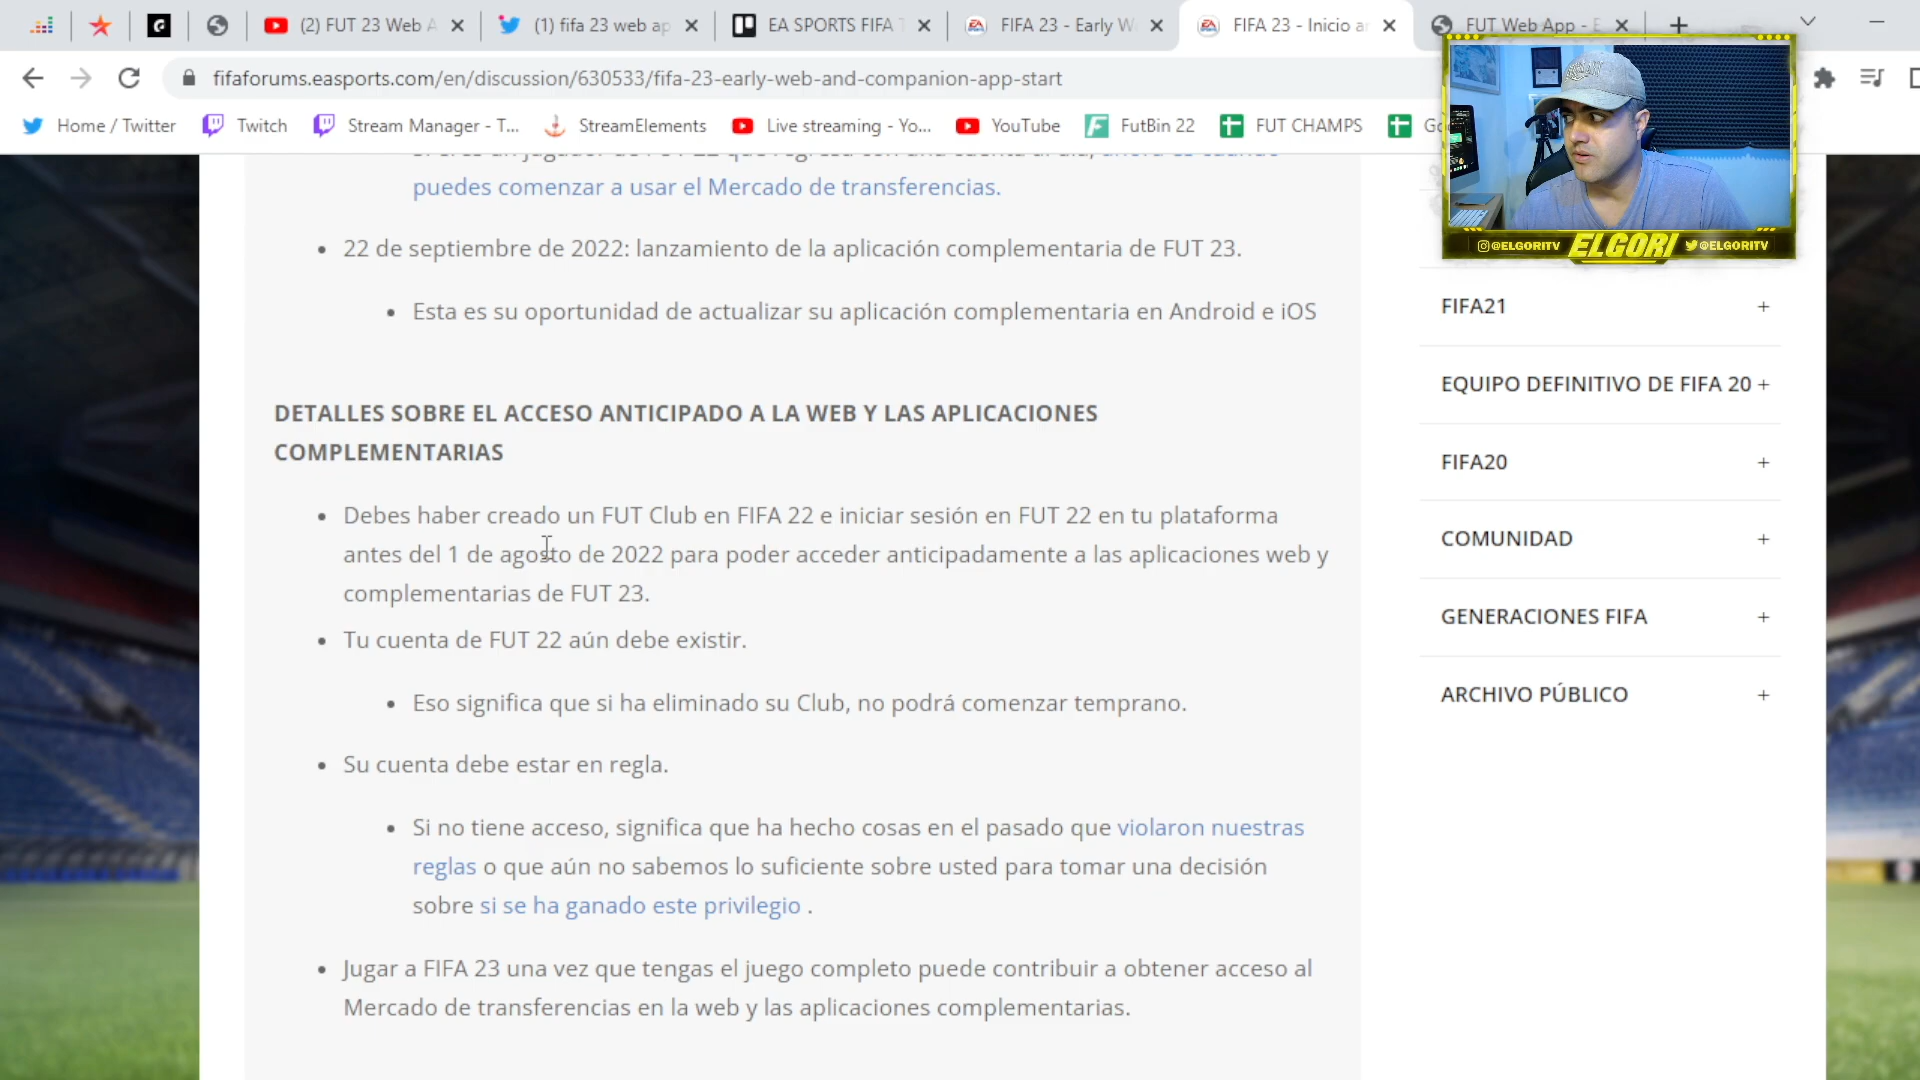 (2) FUT 23 Web A
(1) fifa 23 web ap
EA SPORTS FIFA T
FIFA 23 - Early W
FIFA 23 - Inicio a
FUT Web App - E
fifaforums.easports.com/en/discussion/630533/fifa-23-early-web-and-companion-app-start
Home / Twitter
Twitch
Stream Manager - T...
StreamElements
Live streaming - Yo...
YouTube
FutBin 22
FUT CHAMPS
@ELGORITV
ELGORI
@ELGORITV
puedes comenzar a usar el Mercado de transferencias.
22 de septiembre de 2022: lanzamiento de la aplicación complementaria de FUT 23.
Esta es su oportunidad de actualizar su aplicación complementaria en Android e iOS
DETALLES SOBRE EL ACCESO ANTICIPADO A LA WEB Y LAS APLICACIONES
COMPLEMENTARIAS
Debes haber creado un FUT Club en FIFA 22 e iniciar sesión en FUT 22 en tu plataforma
antes del 1 de agosto de 2022 para poder acceder anticipadamente a las aplicaciones web y
complementarias de FUT 23.
Tu cuenta de FUT 22 aún debe existir.
Eso significa que si ha eliminado su Club, no podrá comenzar temprano.
Su cuenta debe estar en regla.
Si no tiene acceso, significa que ha hecho cosas en el pasado que violaron nuestras
reglas o que aún no sabemos lo suficiente sobre usted para tomar una decisión
sobre si se ha ganado este privilegio .
Jugar a FIFA 23 una vez que tengas el juego completo puede contribuir a obtener acceso al
Mercado de transferencias en la web y las aplicaciones complementarias.
FIFA21
EQUIPO DEFINITIVO DE FIFA 20
FIFA20
COMUNIDAD
GENERACIONES FIFA
ARCHIVO PÚBLICO